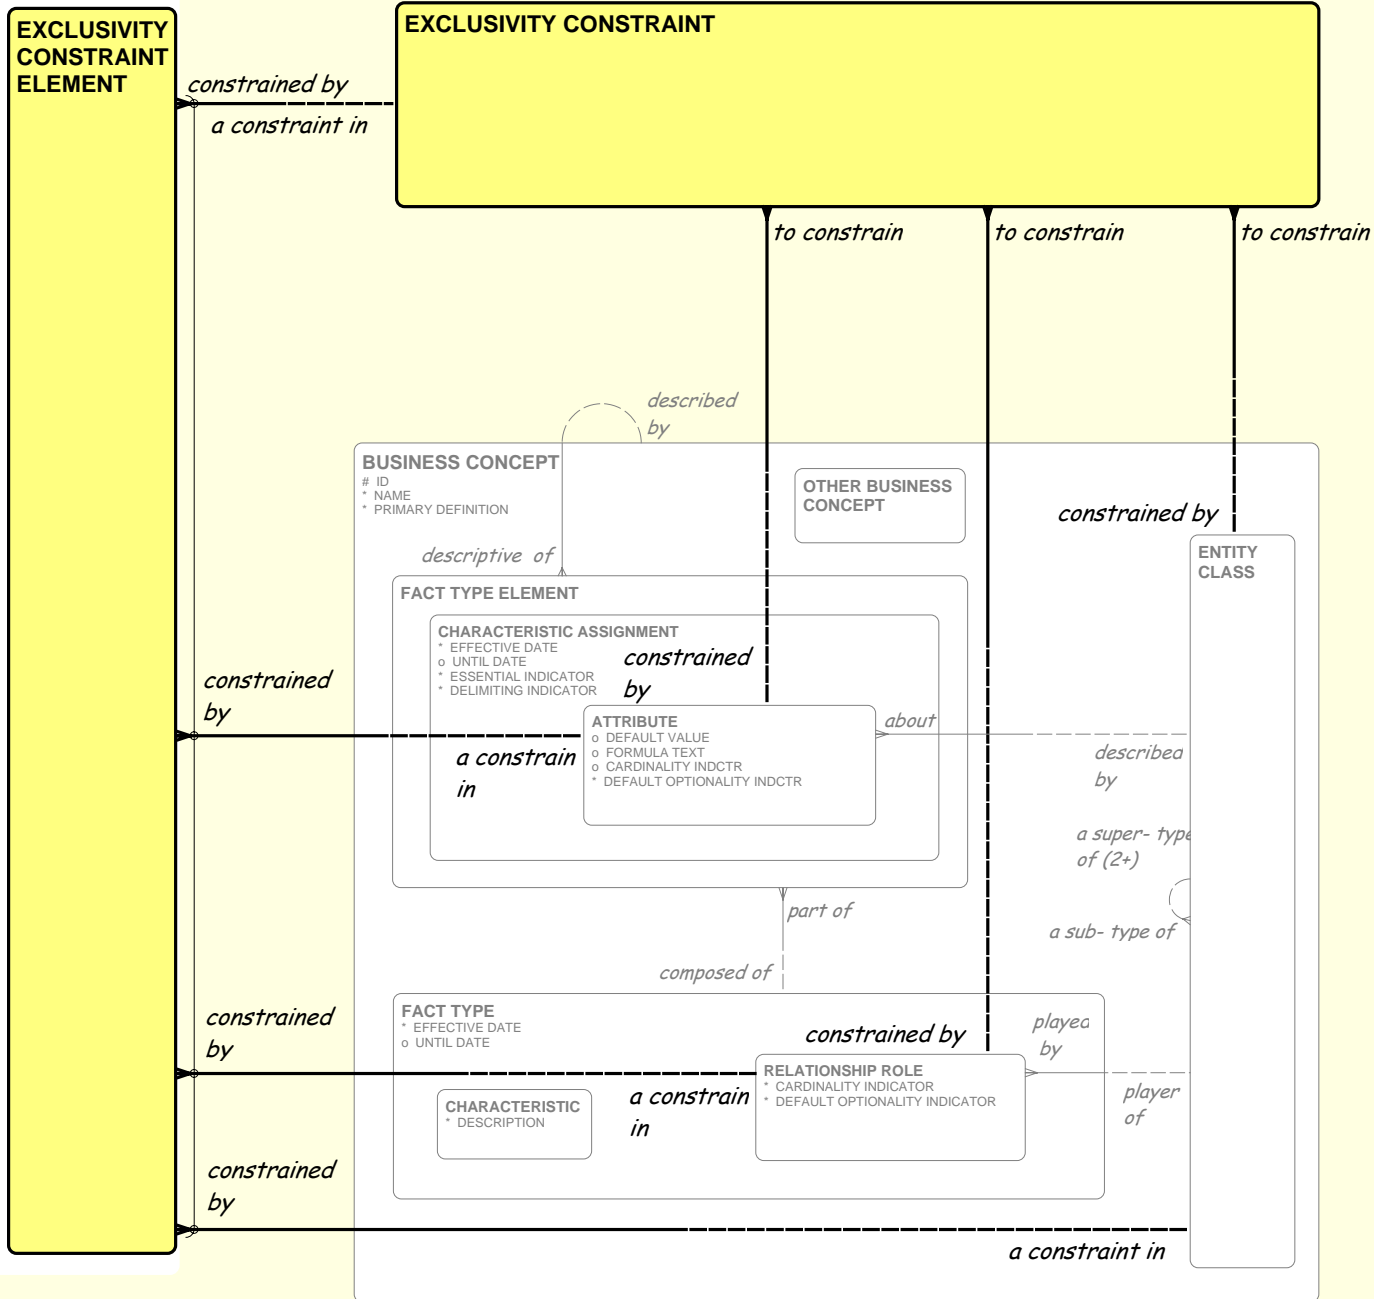 EXCLUSIVITY
CONSTRAINT
ELEMENT
EXCLUSIVITY CONSTRAINT
constrained by
a constraint in
to constrain
to constrain
to constrain
described
by
BUSINESS CONCEPT
# ID
* NAME
* PRIMARY DEFINITION
OTHER BUSINESS
CONCEPT
constrained by
descriptive of
ENTITY
CLASS
FACT TYPE ELEMENT
CHARACTERISTIC ASSIGNMENT
* EFFECTIVE DATE
o UNTIL DATE
* ESSENTIAL INDICATOR
* DELIMITING INDICATOR
constrained
by
constrained
by
a constrain
in
ATTRIBUTE
o DEFAULT VALUE
o FORMULA TEXT
o CARDINALITY INDCTR
* DEFAULT OPTIONALITY INDCTR
about
described
by
a super- type
of (2+)
a sub- type of
part of
composed of
FACT TYPE
* EFFECTIVE DATE
o UNTIL DATE
constrained
by
constrained by
played
by
RELATIONSHIP ROLE
* CARDINALITY INDICATOR
* DEFAULT OPTIONALITY INDICATOR
a constrain
in
player
of
CHARACTERISTIC
* DESCRIPTION
constrained
by
a constraint in